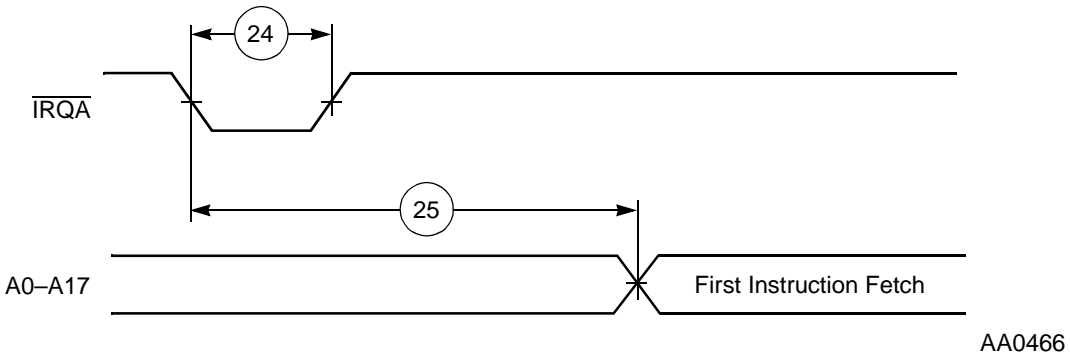 24
IRQA
25
A0–A17
First Instruction Fetch
AA0466